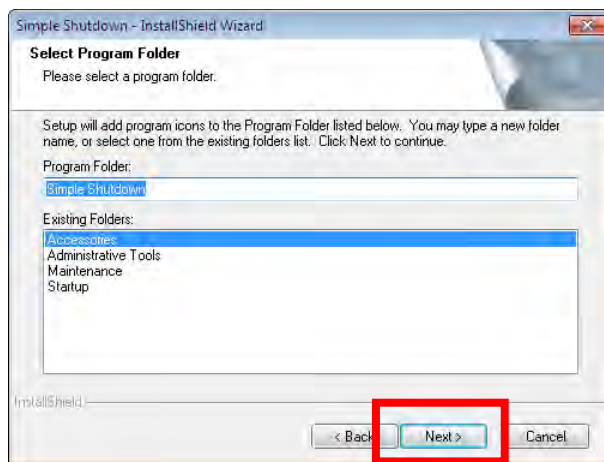 Simple Shutdown - InstallShield Wizard
Select Program Folder
Please select a program folder.
Setup will add program icons to the Program Folder listed below. You may type a new folder
name, or select one from the existing folders list. Click Next to continue.
Program Folder:
Simple Shutdown
Existing Folders:
Accessories
Administrative Tools
Maintenance
Startup
InstallShield
< Back Next > Cancel